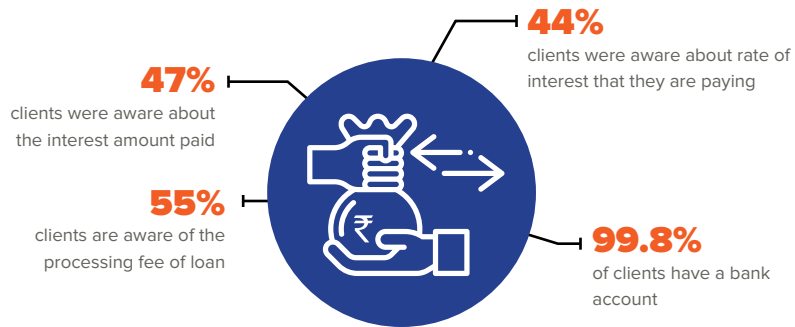 44%
clients were aware about rate of
interest that they are paying
47%
clients were aware about
the interest amount paid
55%
clients are aware of the
processing fee of loan
₹
99.8%
of clients have a bank
account